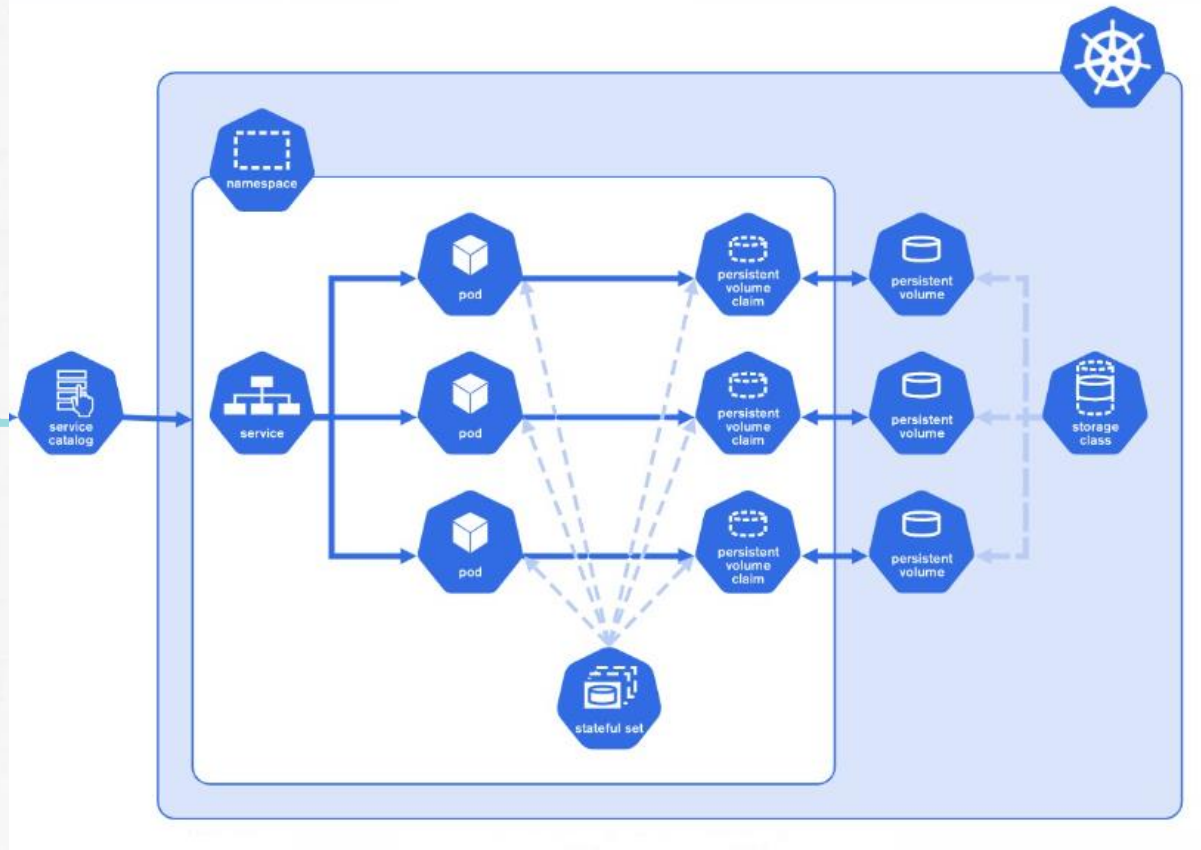 namespace
pod
persistent
volume
claim
persistent
volume
service
catalog
service
pod
persistent
volume
claim
persistent
volume
storage
class
pod
persistent
volume
claim
persistent
volume
stateful set